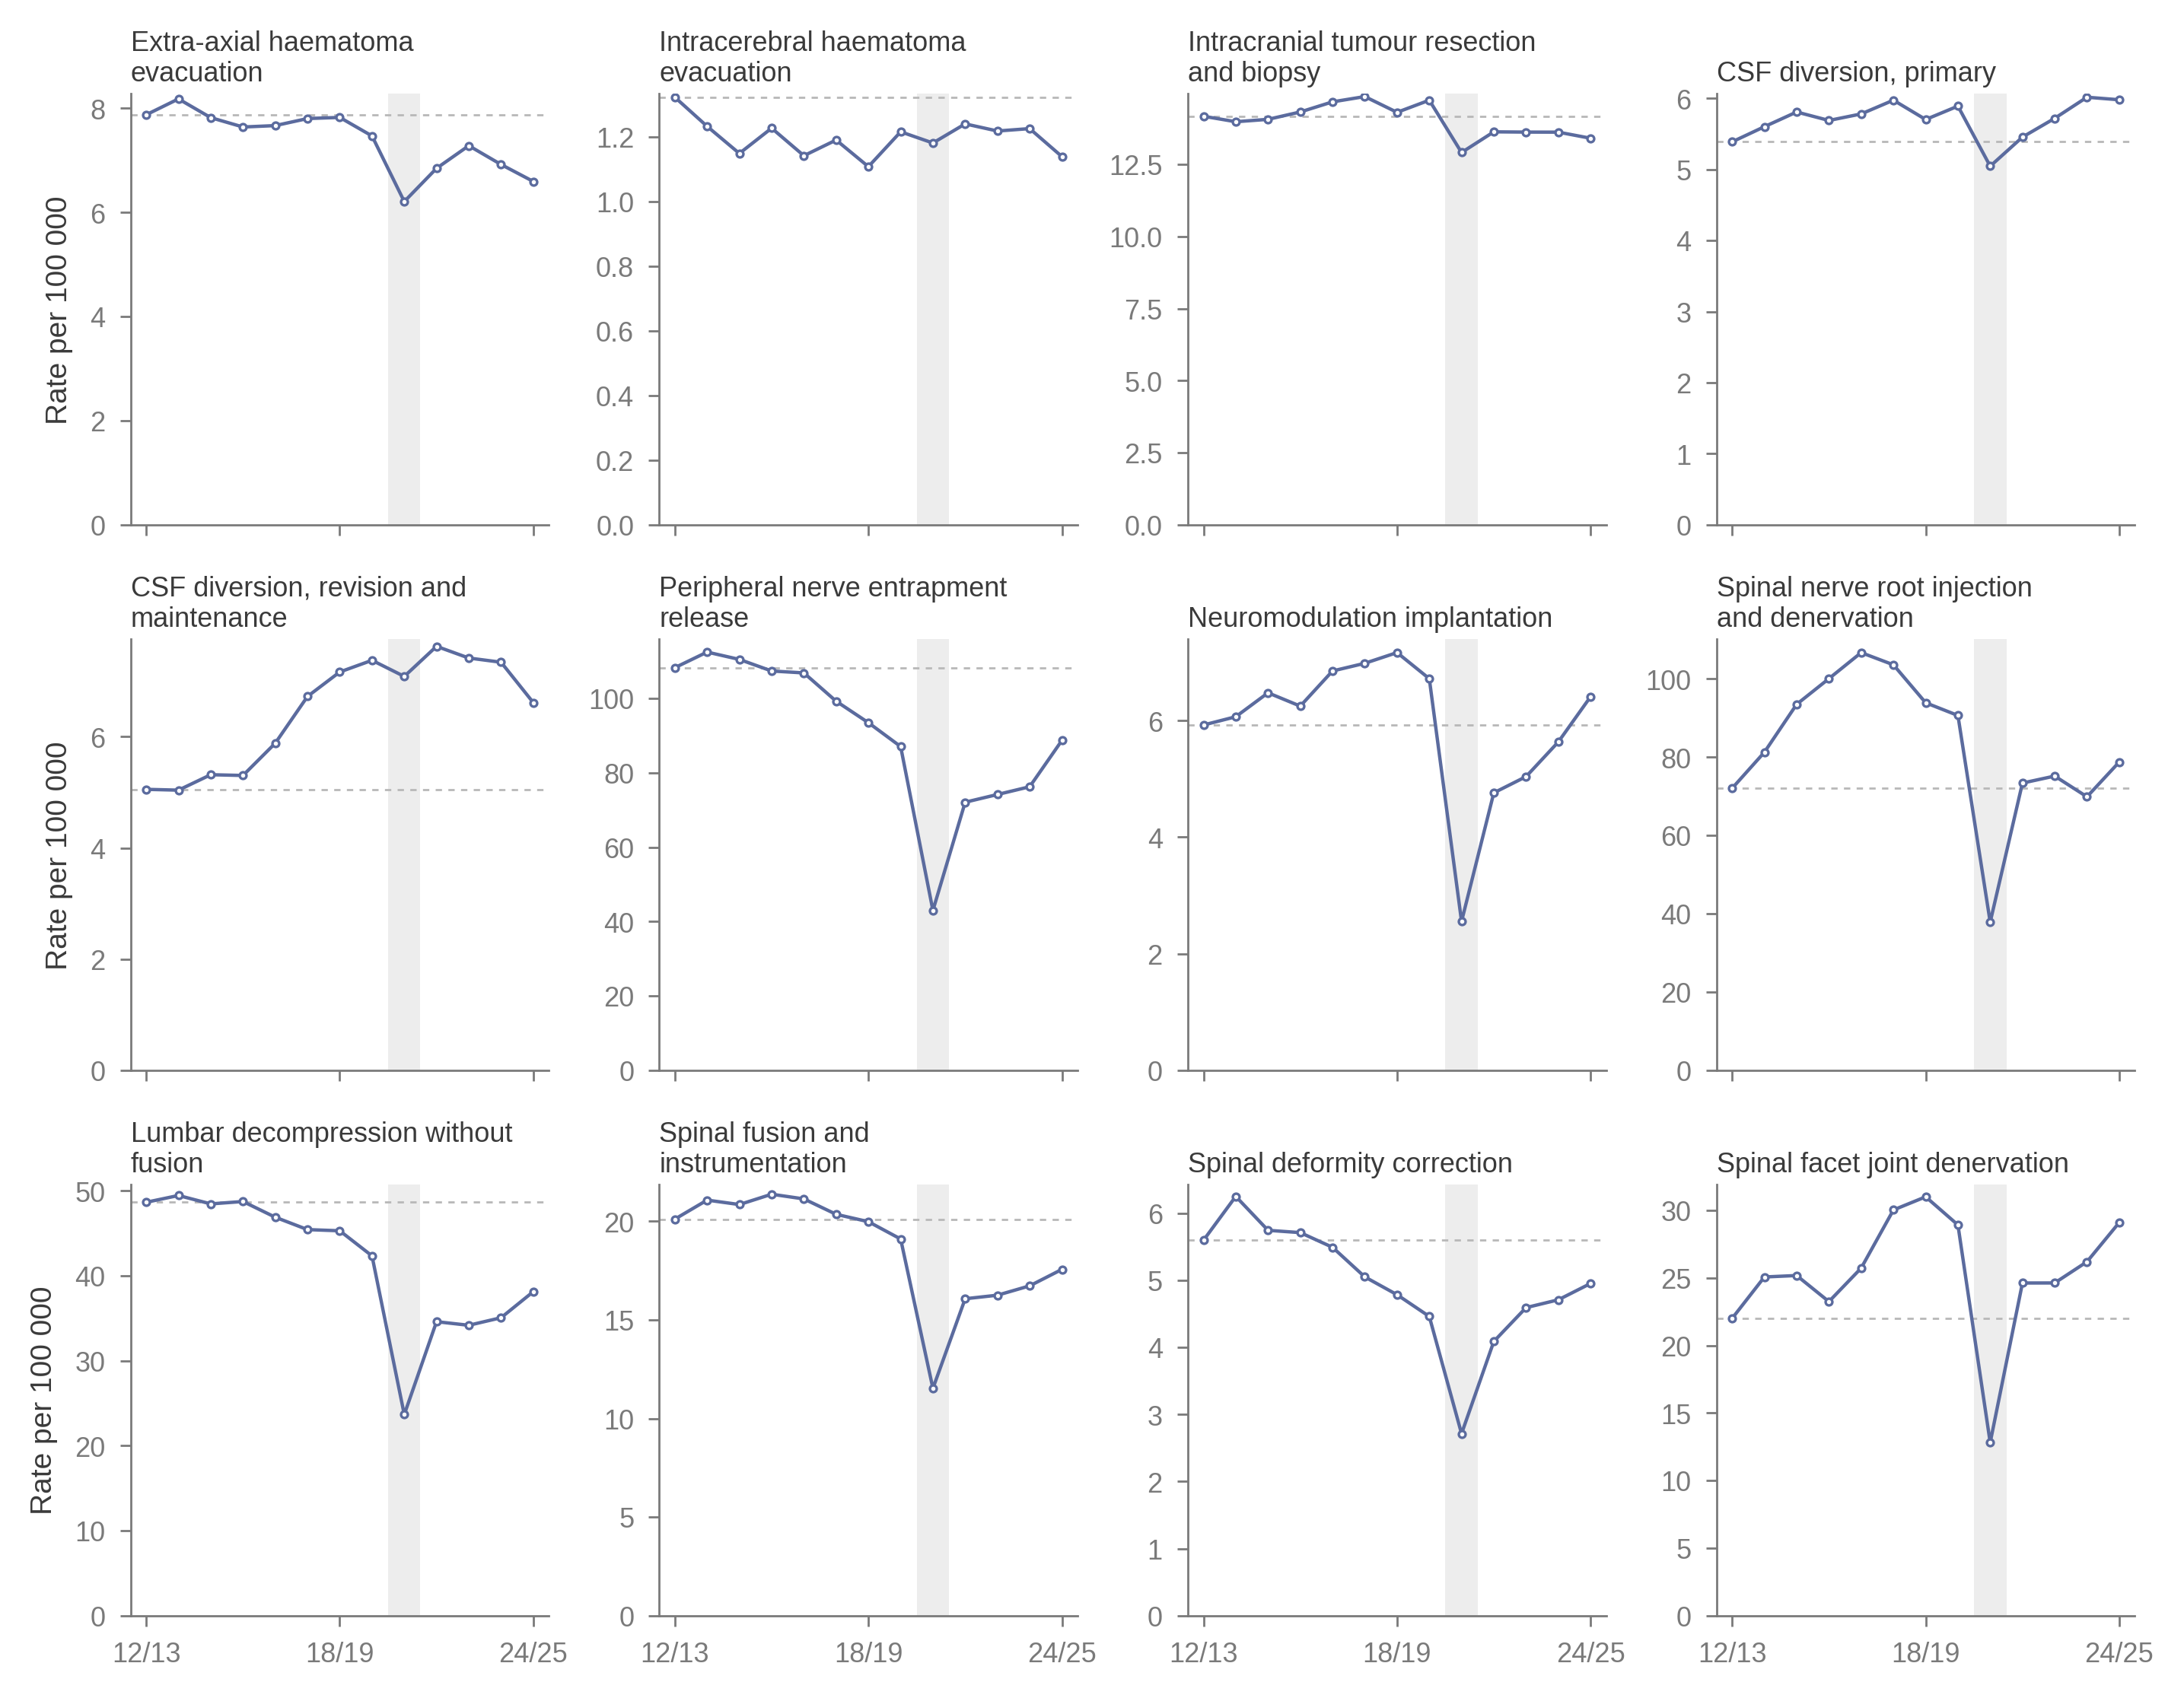 Extra-axial haematoma
evacuation
Intracerebral haematoma
evacuation
Intracranial tumour resection
and biopsy
CSF diversion, primary
Rate per 100 000
8
6
4
2
0
1.2
1.0
0.8
0.6
0.4
0.2
0.0
12.5
10.0
7.5
5.0
2.5
0.0
6
5
4
3
2
1
0
CSF diversion, revision and
maintenance
Peripheral nerve entrapment
release
Neuromodulation implantation
Spinal nerve root injection
and denervation
Rate per 100 000
6
4
2
0
100
80
60
40
20
0
6
4
2
0
100
80
60
40
20
0
Lumbar decompression without
fusion
Spinal fusion and
instrumentation
Spinal deformity correction
Spinal facet joint denervation
Rate per 100 000
50
40
30
20
10
0
20
15
10
5
0
6
5
4
3
2
1
0
30
25
20
15
10
5
0
12/13 18/19 24/25
12/13 18/19 24/25
12/13 18/19 24/25
12/13 18/19 24/25